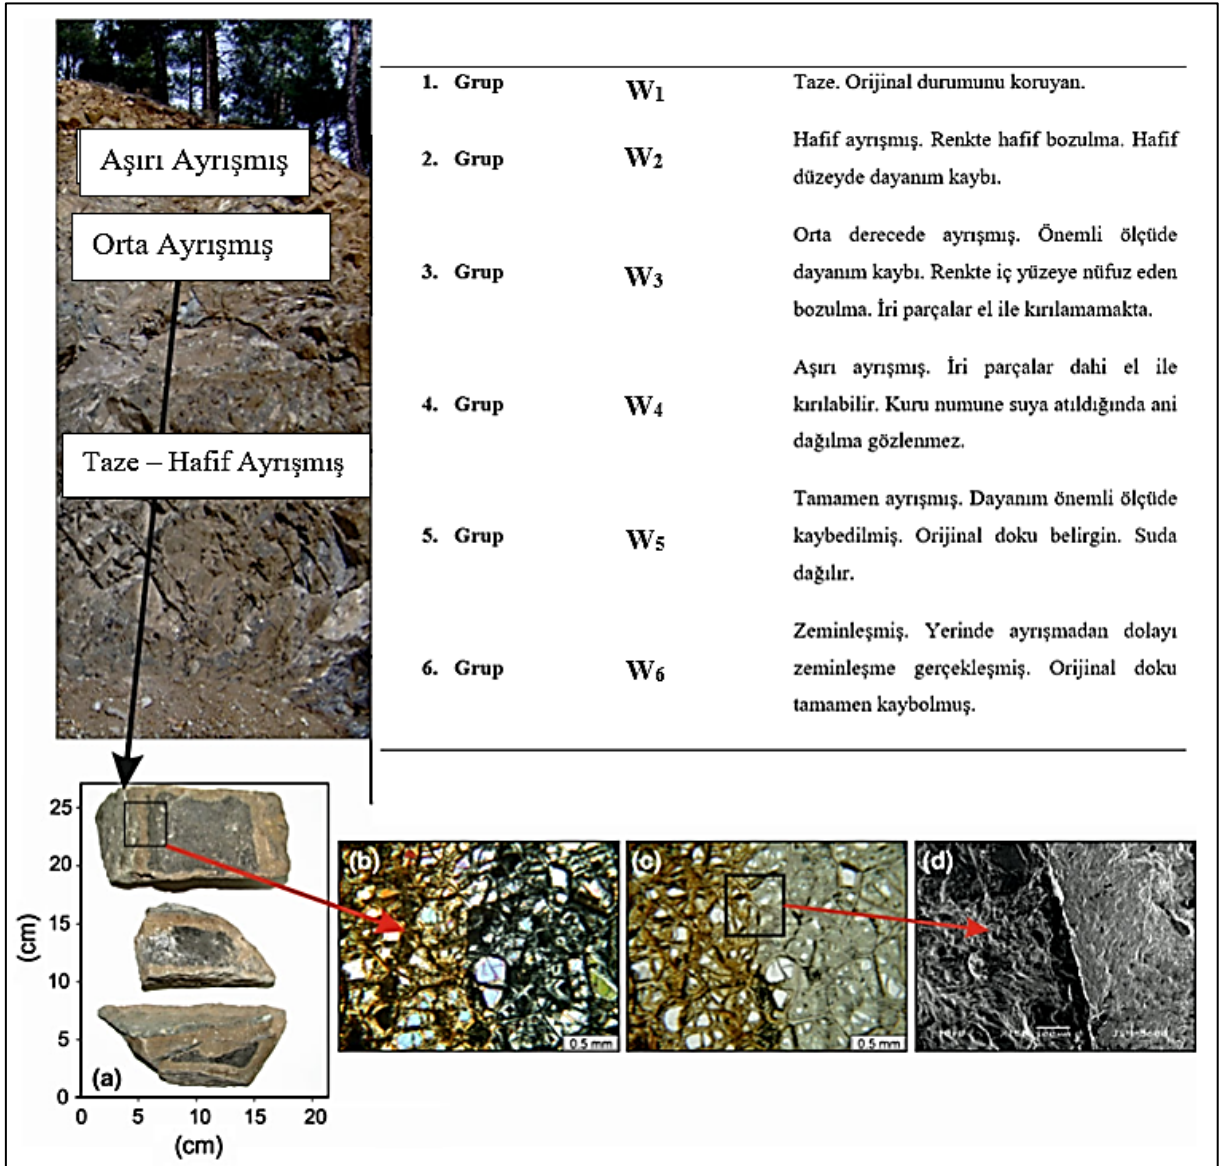 Aşırı Ayrışmış
Orta Ayrışmış
Taze – Hafif Ayrışmış
1. Grup
W1
Taze. Orijinal durumunu koruyan.
2. Grup
W2
Hafif ayrışmış. Renkte hafif bozulma. Hafif
düzeyde dayanım kaybı.
3. Grup
W3
Orta derecede ayrışmış. Önemli ölçüde
dayanım kaybı. Renkte iç yüzeye nüfuz eden
bozulma. İri parçalar el ile kırılamamakta.
4. Grup
W4
Aşırı ayrışmış. İri parçalar dahi el ile
kırılabilir. Kuru numune suya atıldığında ani
dağılma gözlenmez.
5. Grup
W5
Tamamen ayrışmış. Dayanım önemli ölçüde
kaybedilmiş. Orijinal doku belirgin. Suda
dağılır.
6. Grup
W6
Zeminleşmiş. Yerinde ayrışmadan dolayı
zeminleşme gerçekleşmiş. Orijinal doku
tamamen kaybolmuş.
25
20
15
10
5
0
(cm)
(a)
0 5 10 15 20
(cm)
(b)
0.5 mm
(c)
0.5 mm
(d)